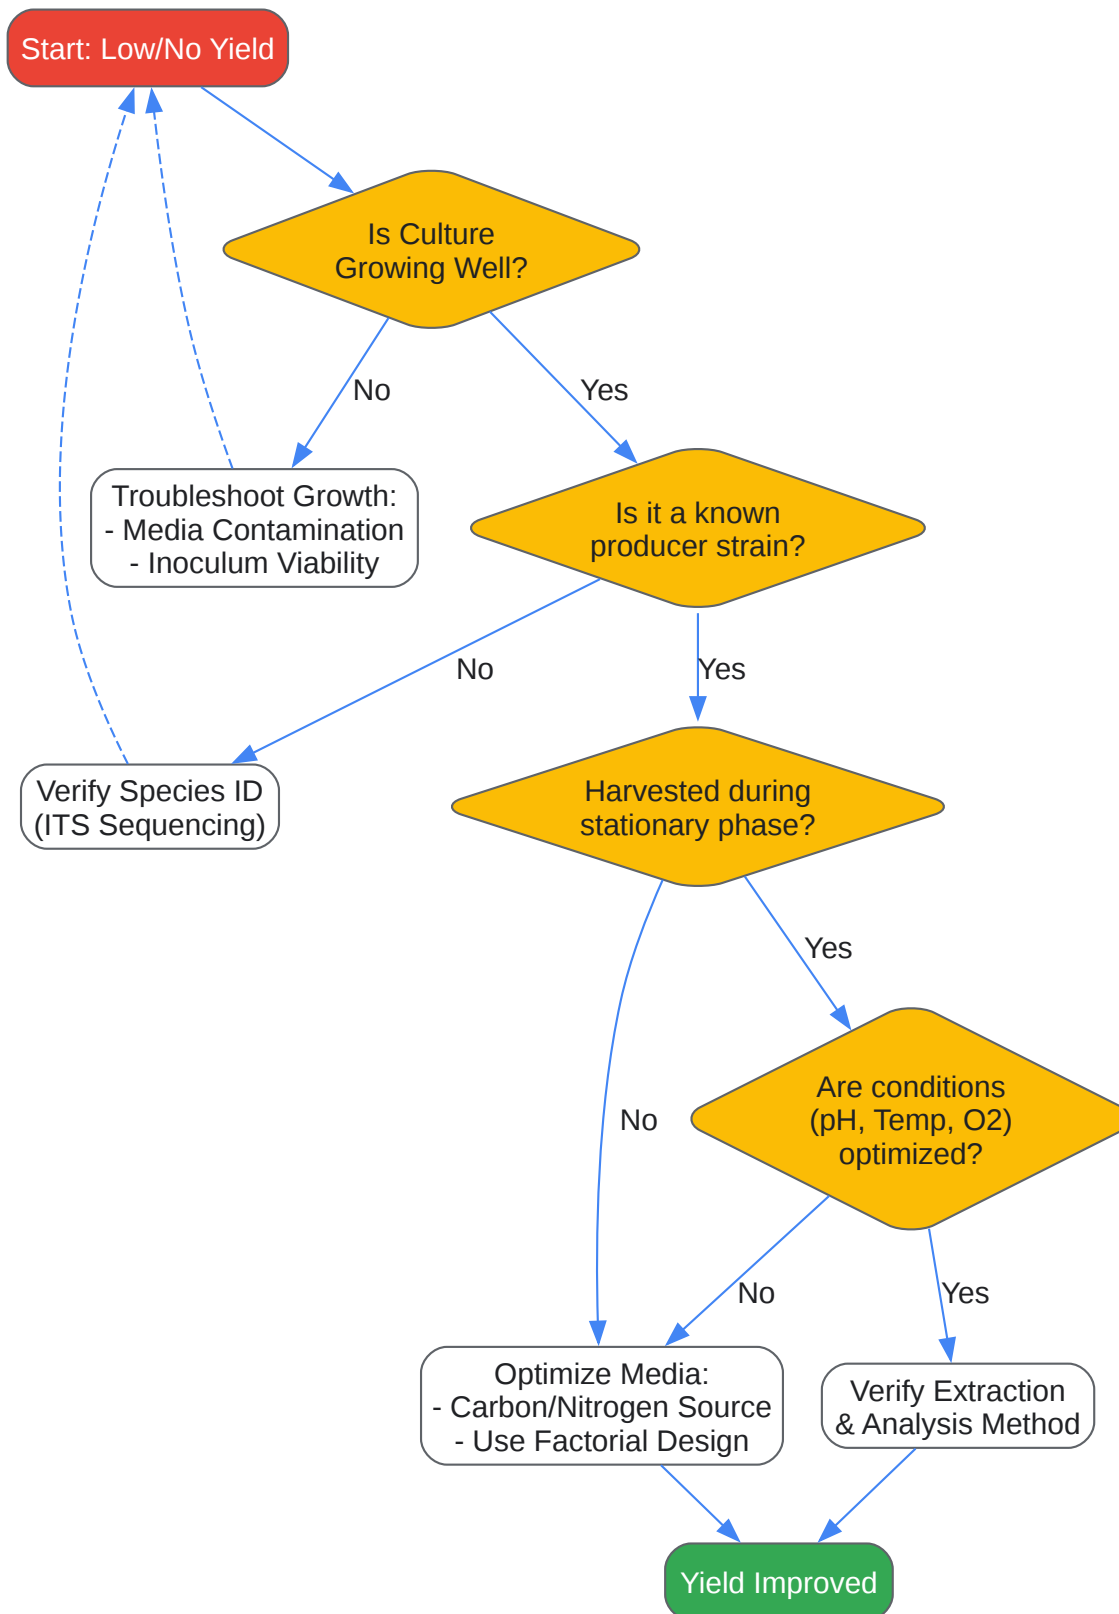 Start: Low/No Yield
Is Culture
Growing Well?
No
Yes
Troubleshoot Growth:
- Media Contamination
- Inoculum Viability
Is it a known
producer strain?
No
Yes
Verify Species ID
(ITS Sequencing)
Harvested during
stationary phase?
Yes
No
Are conditions
(pH, Temp, O2)
optimized?
No
Yes
Optimize Media:
- Carbon/Nitrogen Source
- Use Factorial Design
Verify Extraction
& Analysis Method
Yield Improved